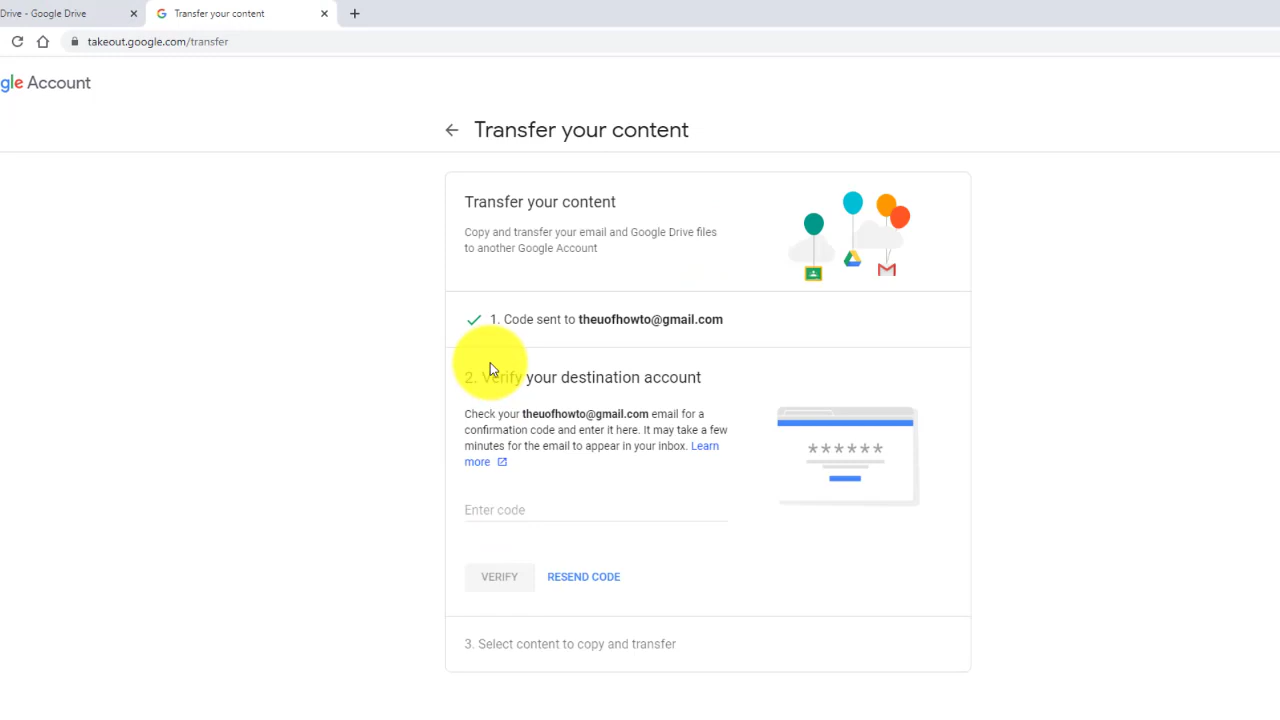 Drive - Google Drive
Transfer your content
takeout.google.com/transfer
gle Account
Transfer your content
Transfer your content
Copy and transfer your email and Google Drive files
to another Google Account
1. Code sent to theuofhowto@gmail.com
2. Verify your destination account
Check your theuofhowto@gmail.com email for a
confirmation code and enter it here. It may take a few
minutes for the email to appear in your inbox. Learn
more
******
Enter code
VERIFY RESEND CODE
3. Select content to copy and transfer